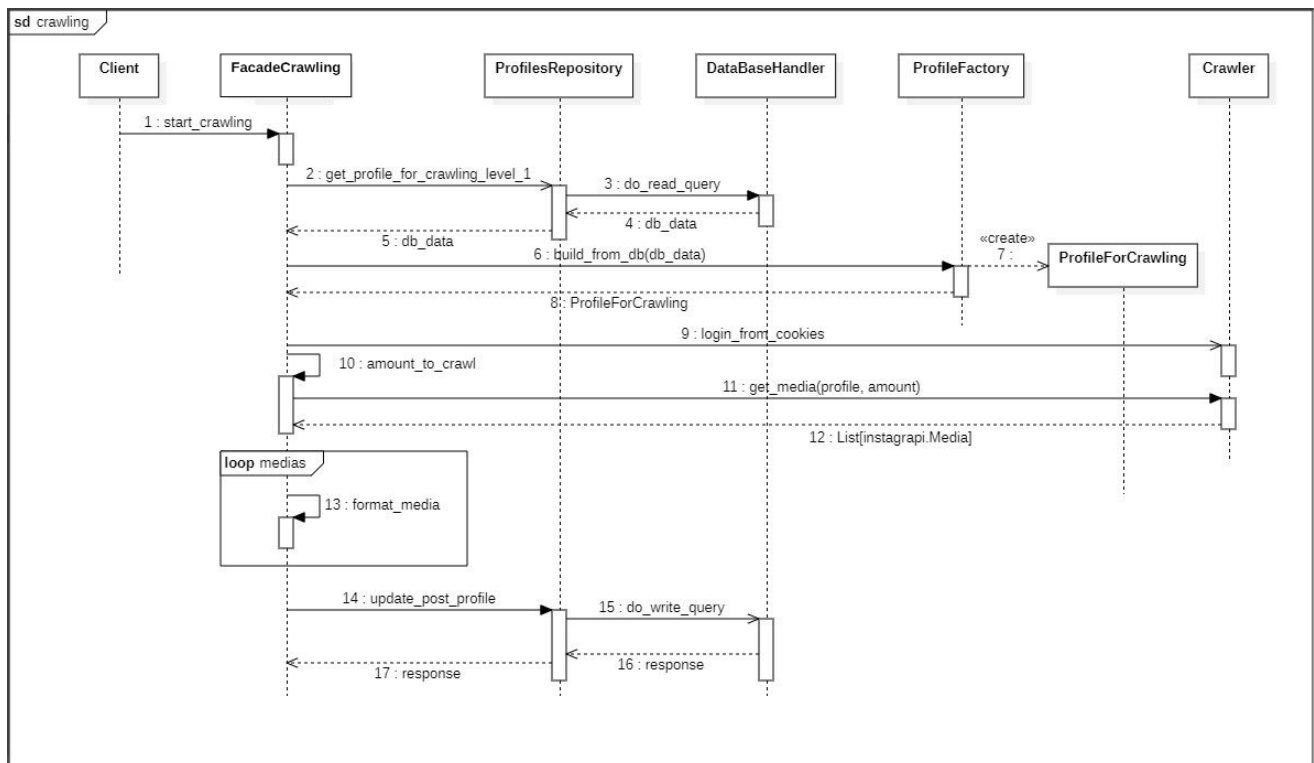 sd crawling
Client
FacadeCrawling
ProfilesRepository
DataBaseHandler
ProfileFactory
Crawler
1 : start_crawling
2 : get_profile_for_crawling_level_1
3 : do_read_query
4 : db_data
5 : db_data
6 : build_from_db(db_data)
«create»
7 :
ProfileForCrawling
8 : ProfileForCrawling
9 : login_from_cookies
10 : amount_to_crawl
11 : get_media(profile, amount)
12 : List[instagrapi.Media]
loop medias
13 : format_media
14 : update_post_profile
15 : do_write_query
16 : response
17 : response